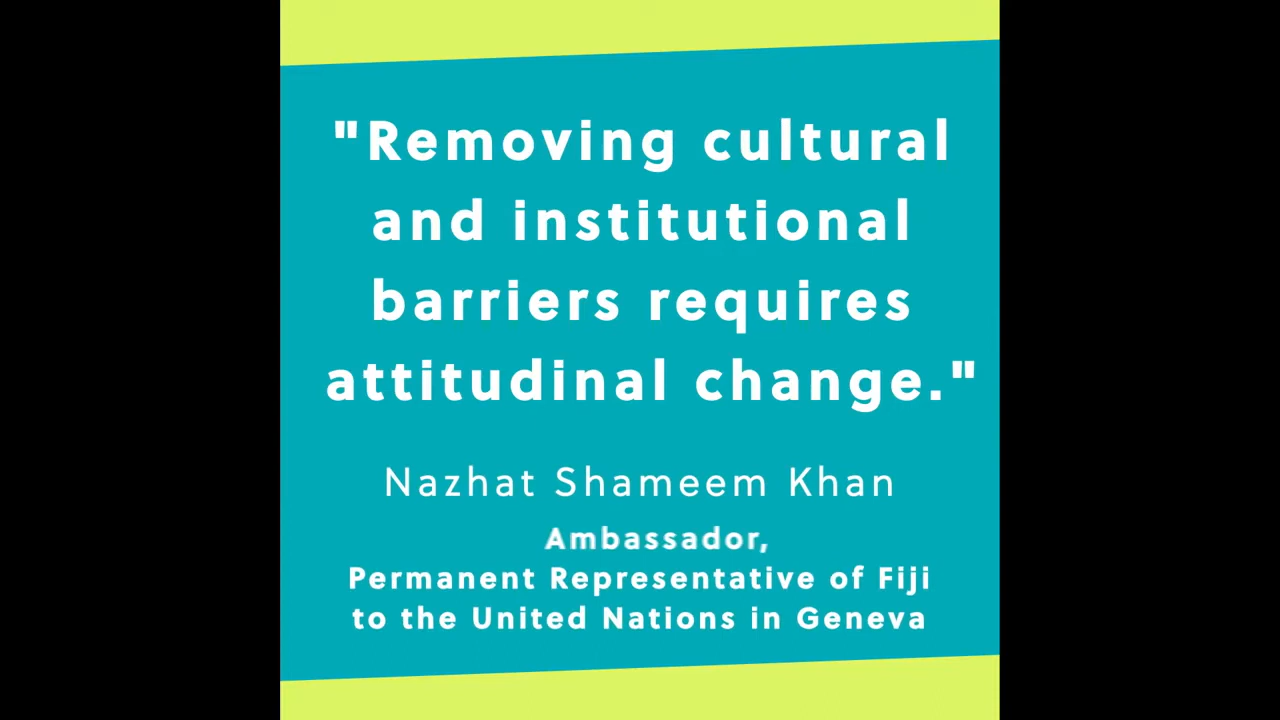 "Removing cultural
and institutional
barriers requires
attitudinal change."
Nazhat Shameem Khan
Ambassador,
Permanent Representative of Fiji
to the United Nations in Geneva